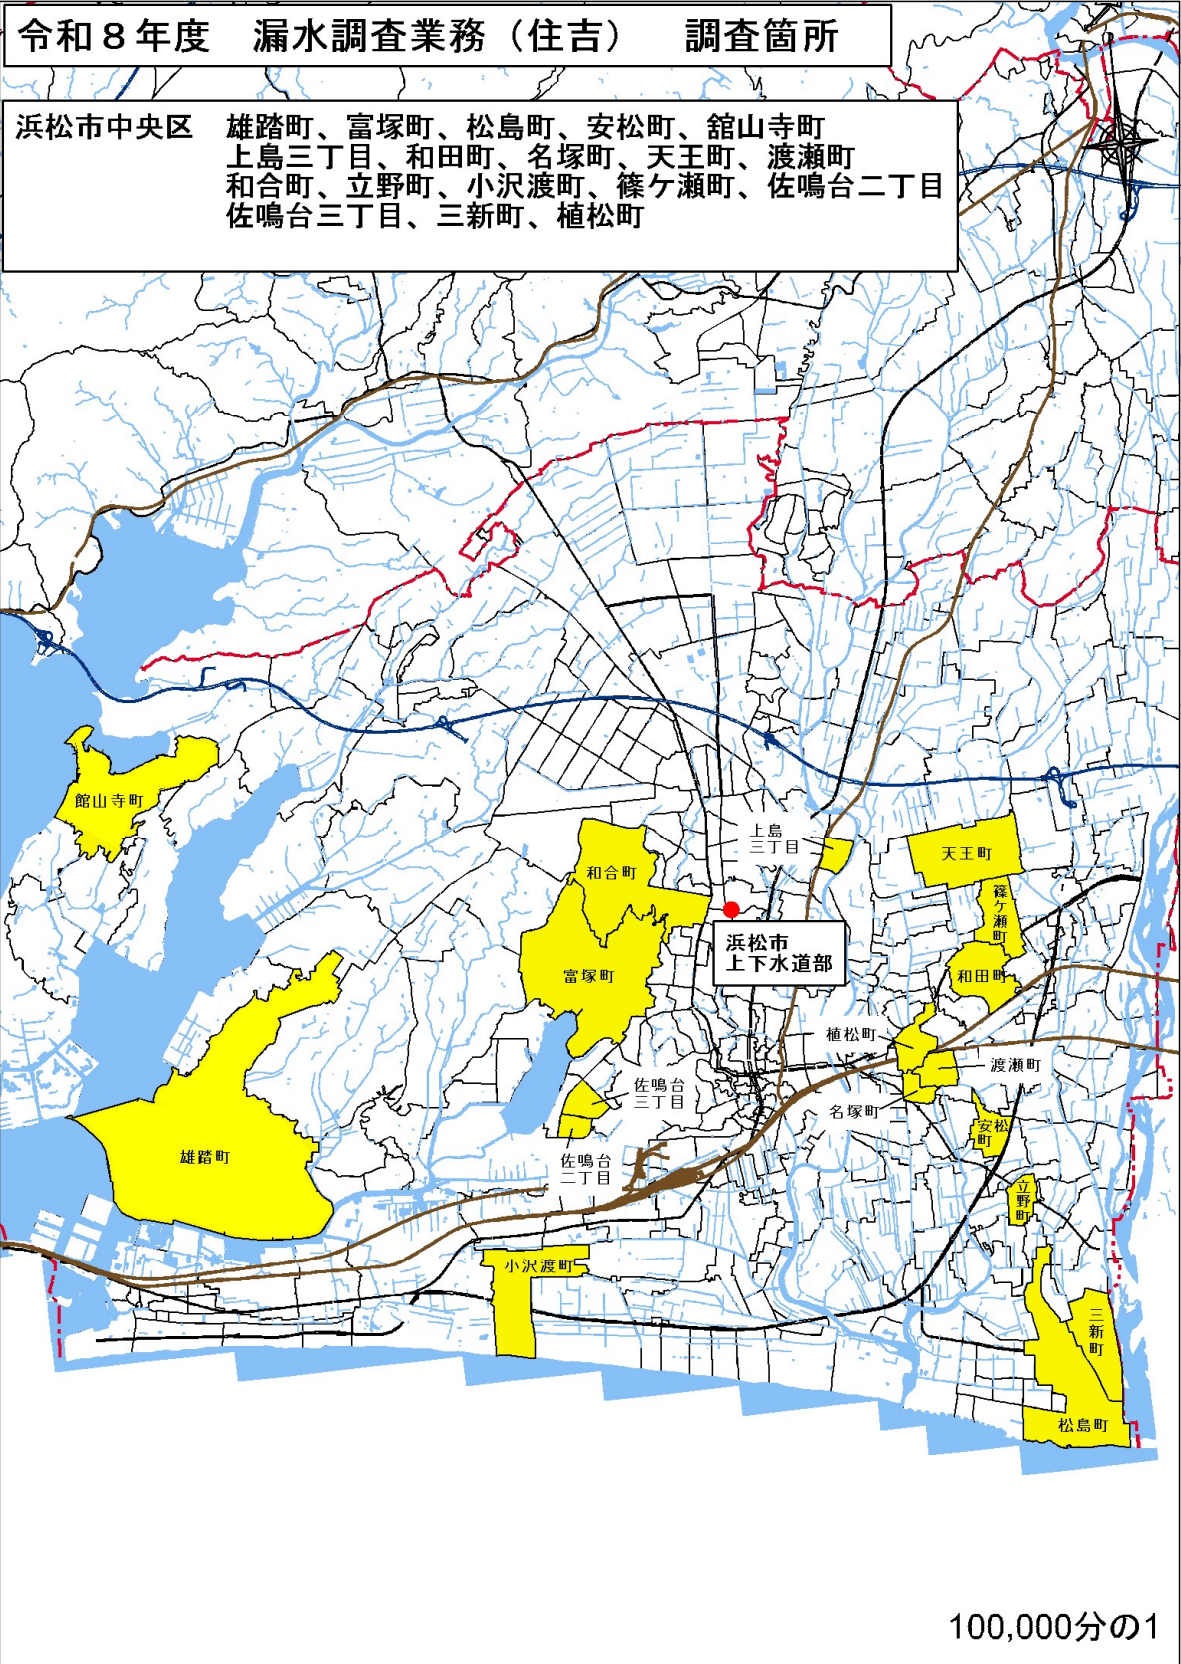 令和８年度　漏水調査業務（住吉）　調査箇所
浜松市中央区　雄踏町、富塚町、松島町、安松町、舘山寺町
上島三丁目、和田町、名塚町、天王町、渡瀬町
和合町、立野町、小沢渡町、篠ケ瀬町、佐鳴台二丁目
佐鳴台三丁目、三新町、植松町
舘山寺町
上島
三丁目
天王町
和合町
篠ケ瀬町
浜松市
上下水道部
富塚町
和田町
植松町
渡瀬町
佐鳴台
三丁目
名塚町
安松
町
雄踏町
佐鳴台
二丁目
立野町
小沢渡町
三新町
松島町
100,000分の1